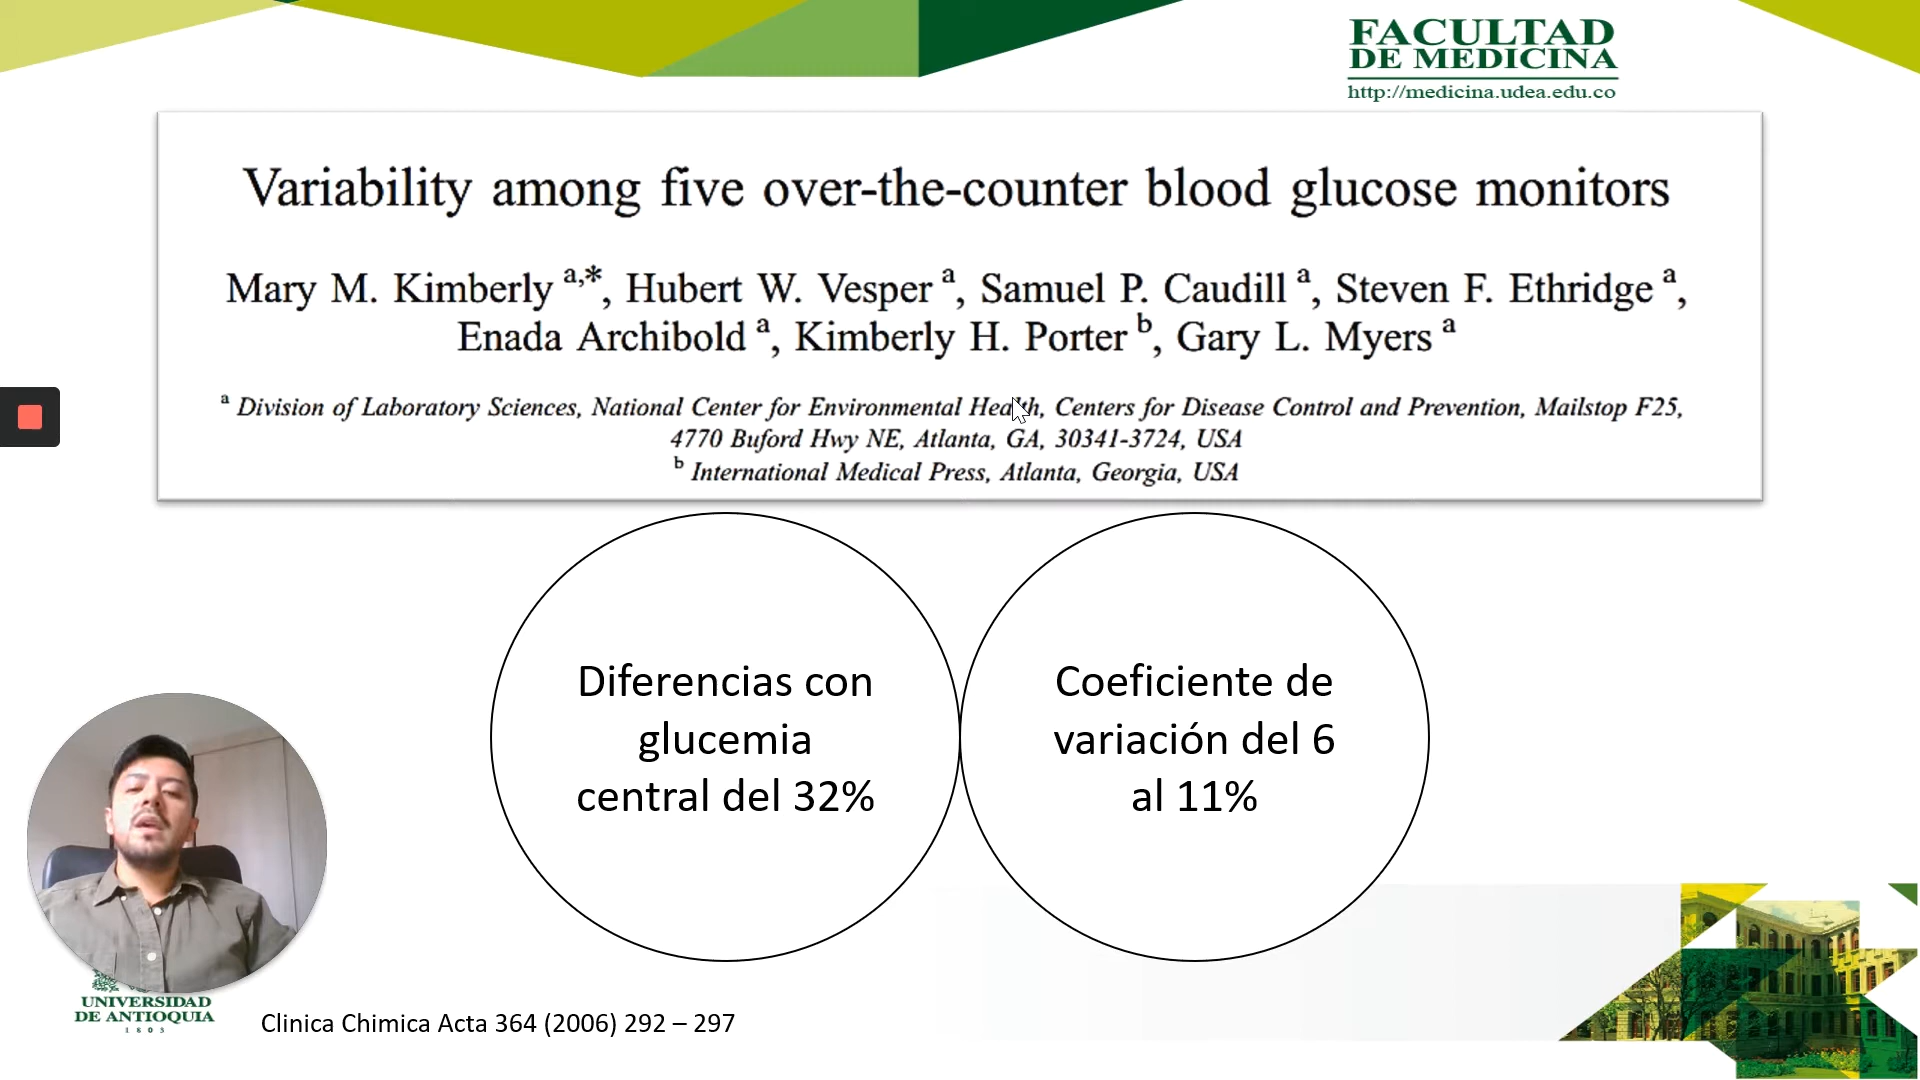 FACULTAD
DE MEDICINA
http://medicina.udea.edu.co
Variability among five over-the-counter blood glucose monitors
Mary M. Kimberly a,*, Hubert W. Vesper a, Samuel P. Caudill a, Steven F. Ethridge a,
Enada Archibold a, Kimberly H. Porter b, Gary L. Myers a
a Division of Laboratory Sciences, National Center for Environmental Health, Centers for Disease Control and Prevention, Mailstop F25,
4770 Buford Hwy NE, Atlanta, GA, 30341-3724, USA
b International Medical Press, Atlanta, Georgia, USA
Diferencias con
glucemia
central del 32%
Coeficiente de
variación del 6
al 11%
UNIVERSIDAD
DE ANTIOQUIA
1803
Clinica Chimica Acta 364 (2006) 292 – 297